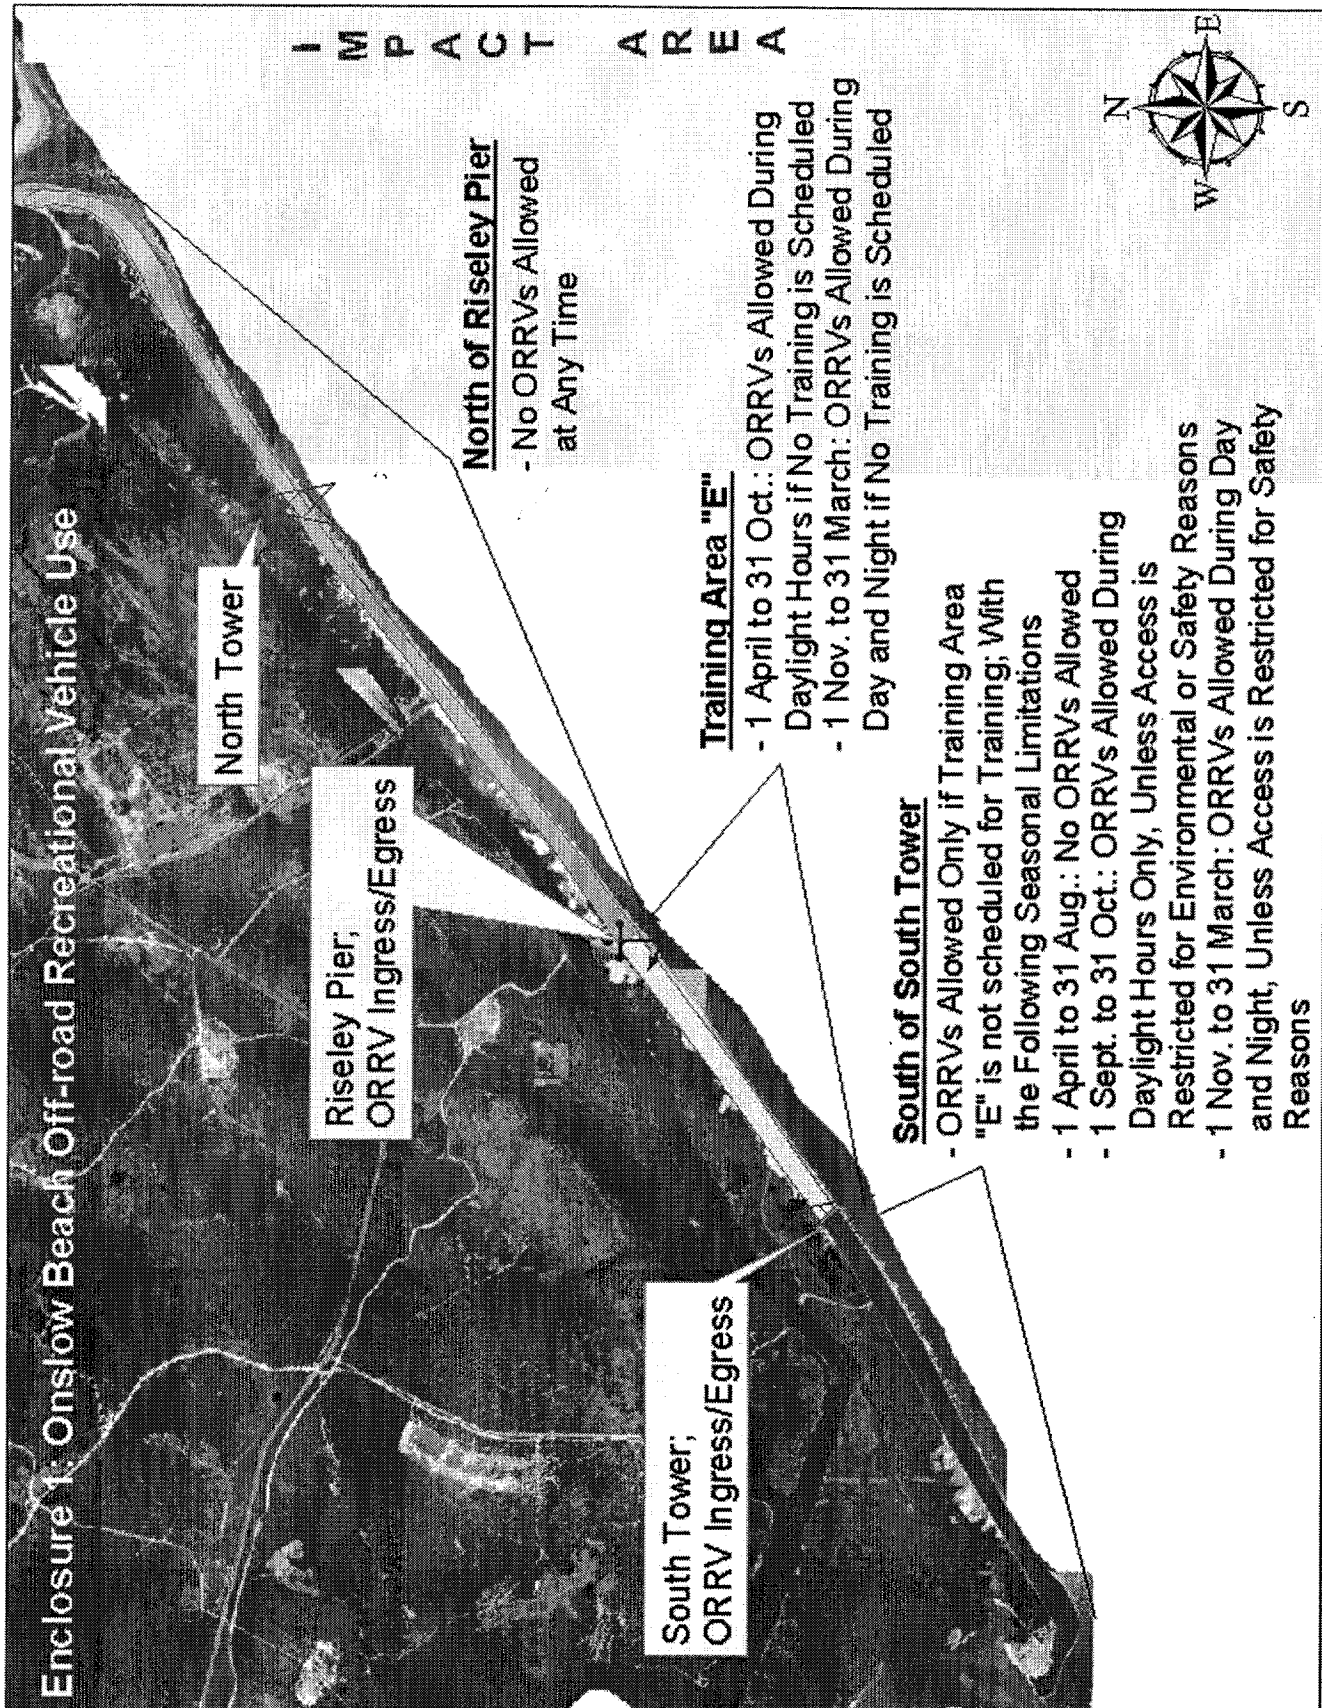 Enclosure 1: Onslow Beach Off-road Recreational Vehicle Use
North Tower
Riseley Pier;
ORRV Ingress/Egress
South Tower;
ORRV Ingress/Egress
IMPACT AREA
North of Riseley Pier
- No ORRVs Allowed
at Any Time
Training Area "E"
- 1 April to 31 Oct.: ORRVs Allowed During
Daylight Hours if No Training is Scheduled
- 1 Nov. to 31 March: ORRVs Allowed During
Day and Night if No Training is Scheduled
South of South Tower
- ORRVs Allowed Only if Training Area
"E" is not scheduled for Training; With
the Following Seasonal Limitations
- 1 April to 31 Aug.: No ORRVs Allowed
- 1 Sept. to 31 Oct.: ORRVs Allowed During
Daylight Hours Only, Unless Access is
Restricted for Environmental or Safety Reasons
- 1 Nov. to 31 March: ORRVs Allowed During Day
and Night, Unless Access is Restricted for Safety
Reasons
N
E
S
W